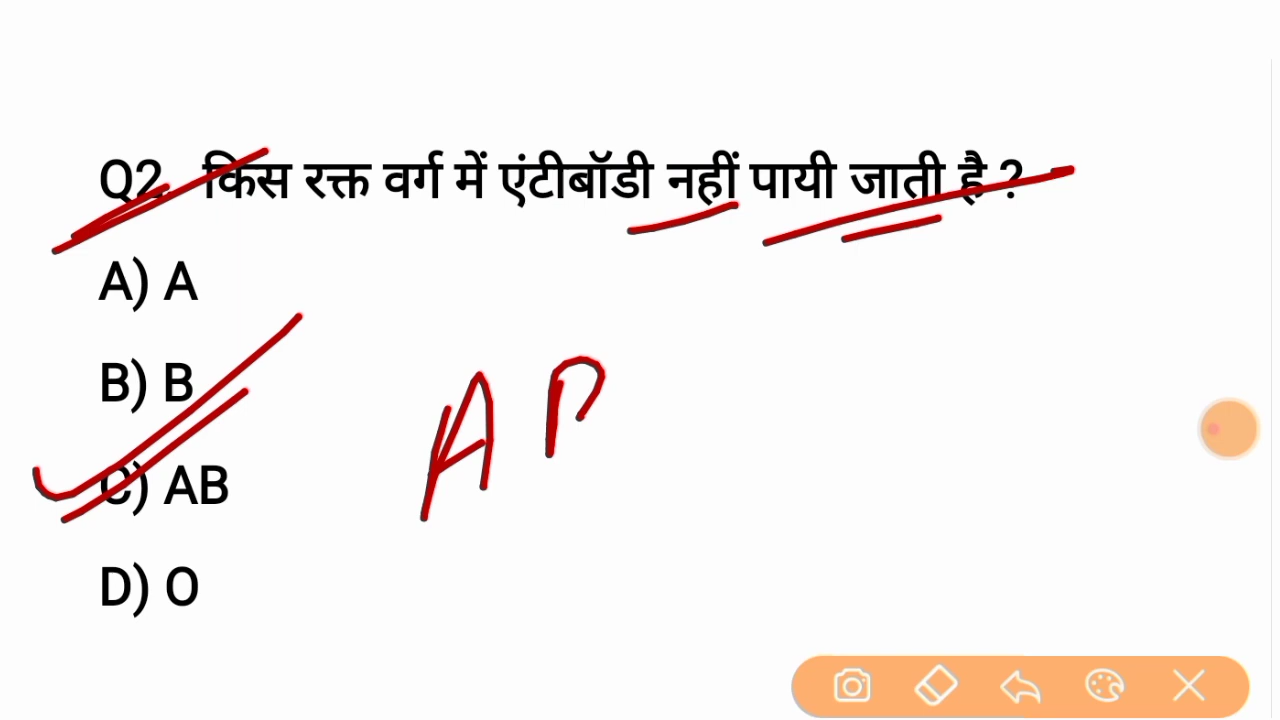 Q2. किस रक्त वर्ग में एंटीबॉडी नहीं पायी जाती है ? -
A) A
B) B
A
C) AB
D) O